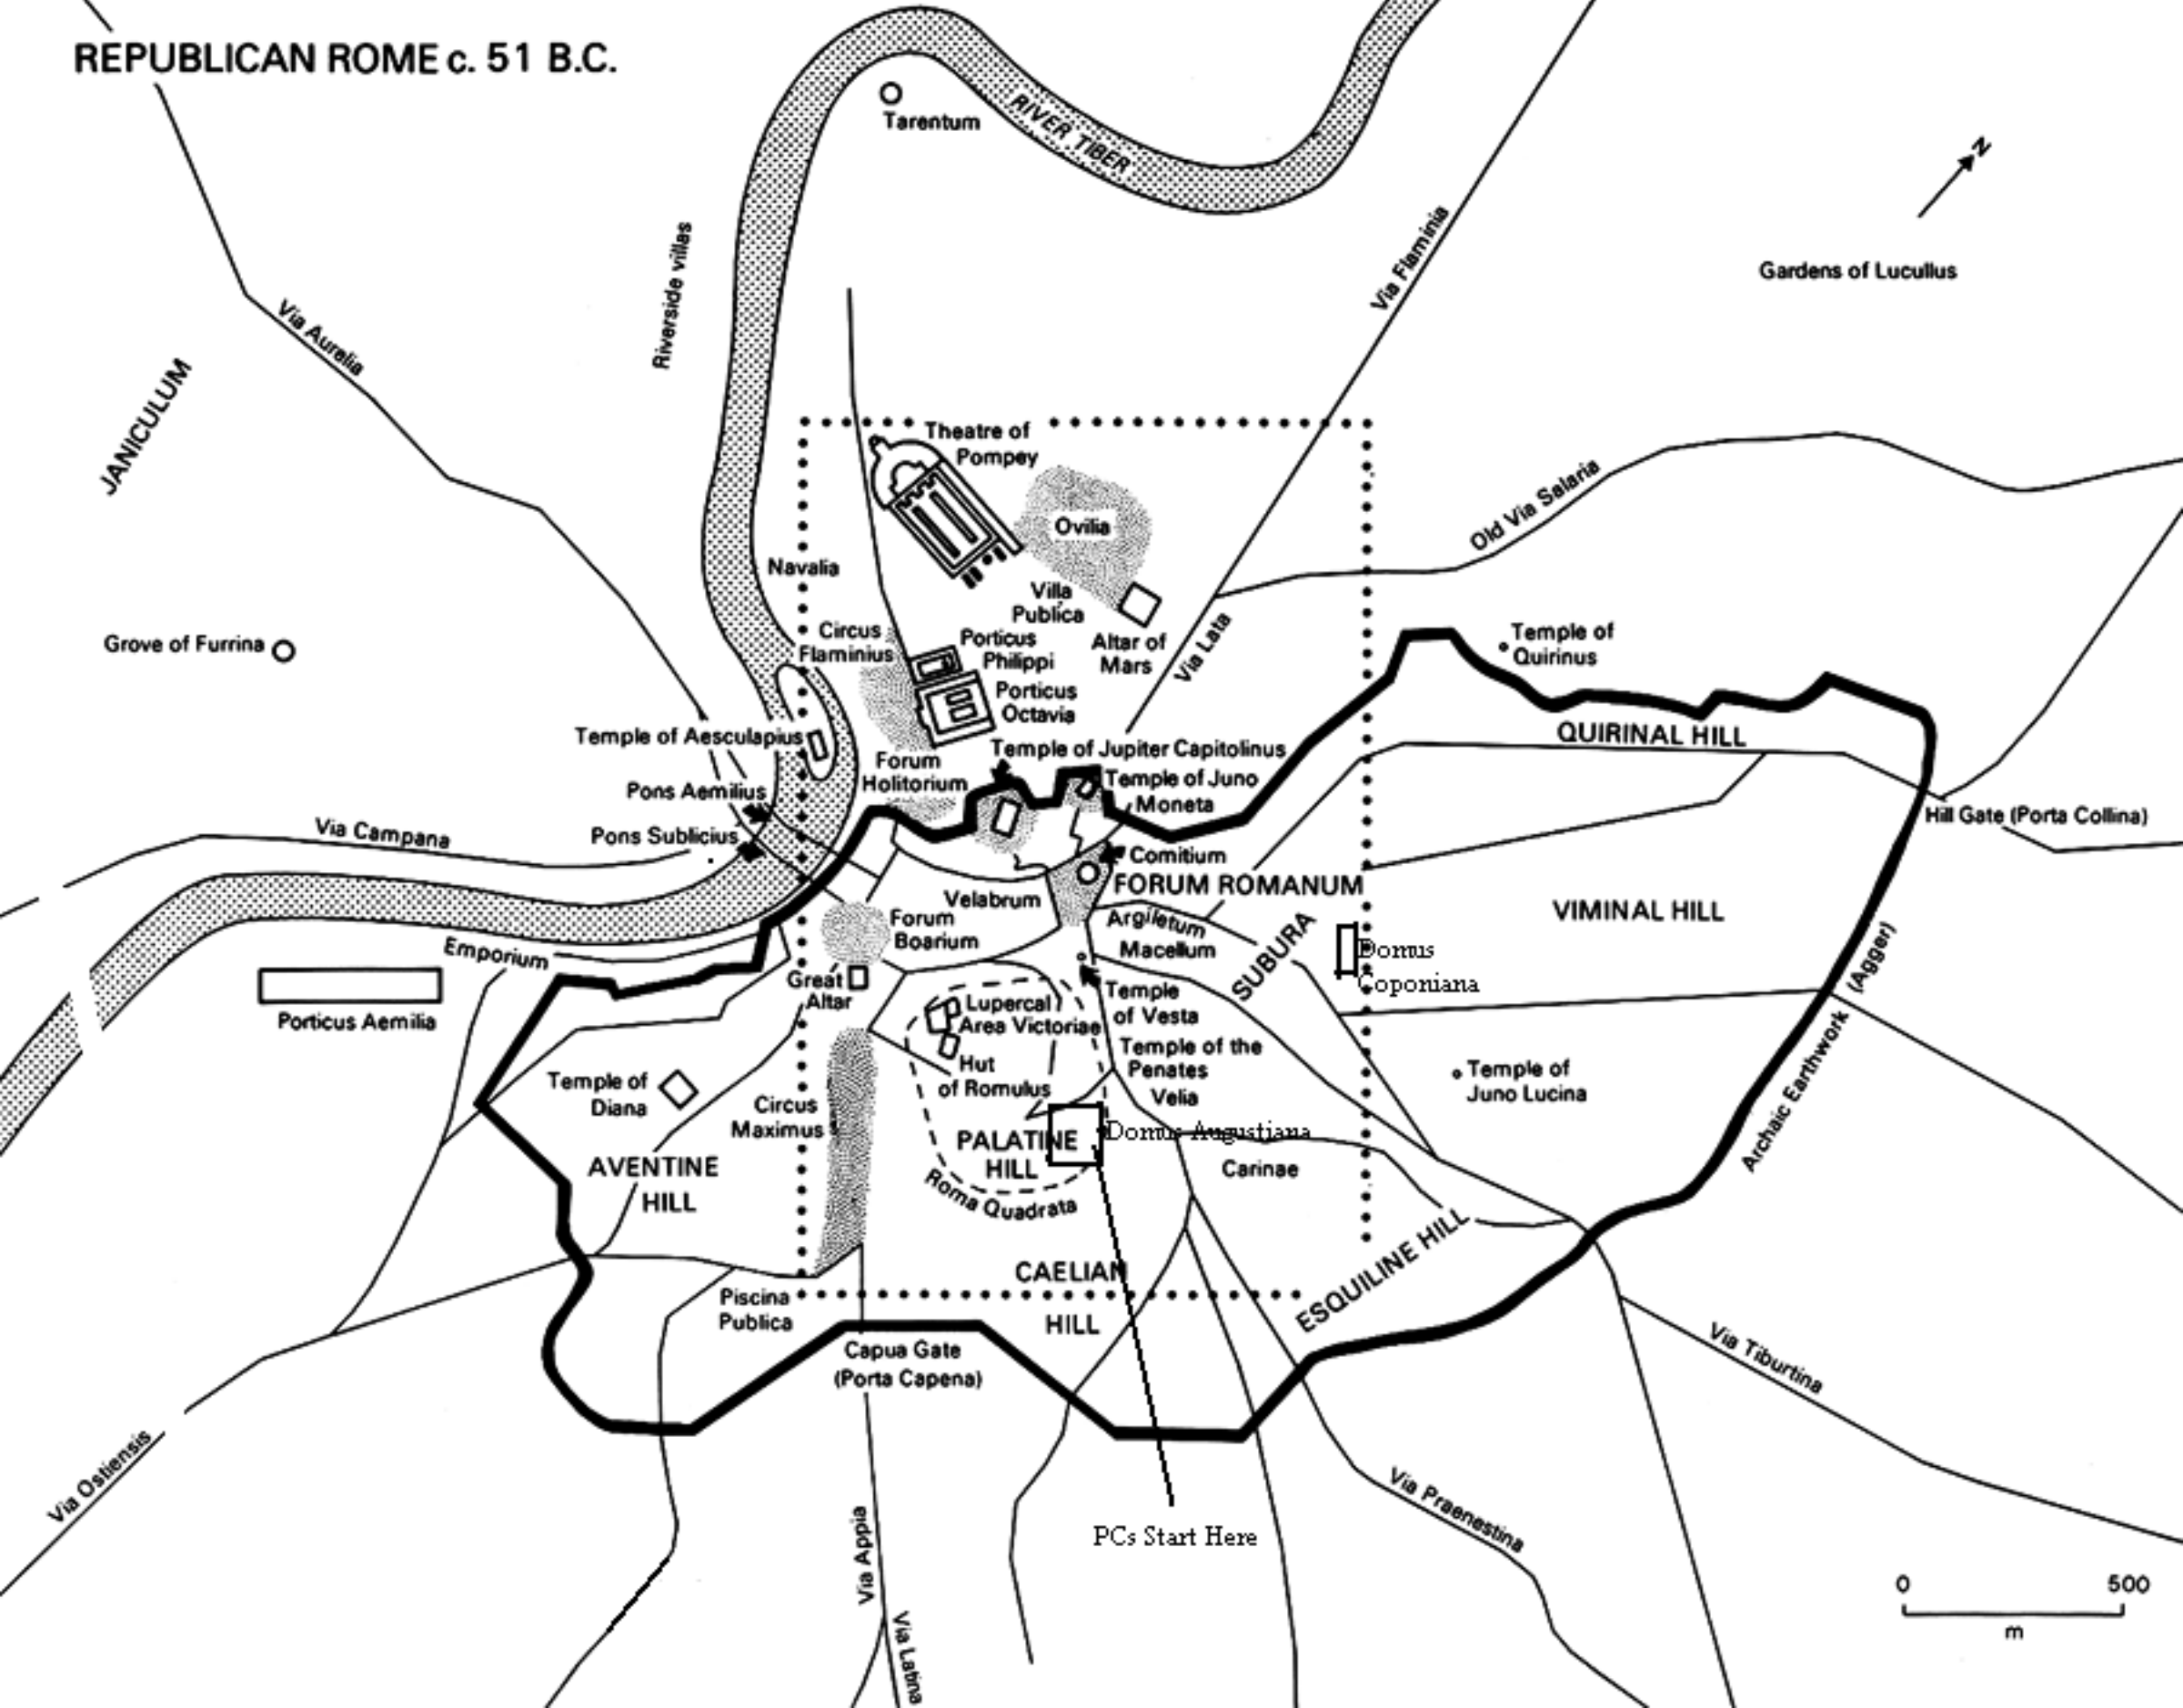 REPUBLICAN ROME c. 51 B.C.
Tarentum
RIVER TIBER
N
Riverside villas
Via Flaminia
Gardens of Lucullus
Via Aurelia
JANICULUM
Theatre of
Pompey
Old Via Salaria
Ovilia
Navalia
Villa
Publica
Grove of Furrina
Circus
Flaminius
Porticus
Philippi
Altar of
Mars
Via Lata
Temple of
Quirinus
Porticus
Octavia
Temple of Aesculapius
Temple of Jupiter Capitolinus
QUIRINAL HILL
Forum
Holitorium
Temple of Juno
Moneta
Pons Aemilius
Hill Gate (Porta Collina)
Via Campana
Pons Sublicius
Comitium
FORUM ROMANUM
Velabrum
VIMINAL HILL
Forum
Boarium
Argiletum
Macellum
SUBURA
Domus
Coponiana
Emporium
Great
Altar
Temple
of Vesta
(Agger)
Archaic Earthwork
Porticus Aemilia
Lupercal
Area Victoriae
Hut
of Romulus
Temple of the
Penates
Velia
Temple of
Juno Lucina
Temple of
Diana
Circus
Maximus
PALATINE
HILL
Domus Augustiana
AVENTINE
HILL
Carinae
Roma Quadrata
ESQUILINE HILL
CAELIAN
HILL
Piscina
Publica
Capua Gate
(Porta Capena)
Via Tiburtina
Via Ostiensis
Via Praenestina
Via Appia
PCs Start Here
Via Latina
0 500
m